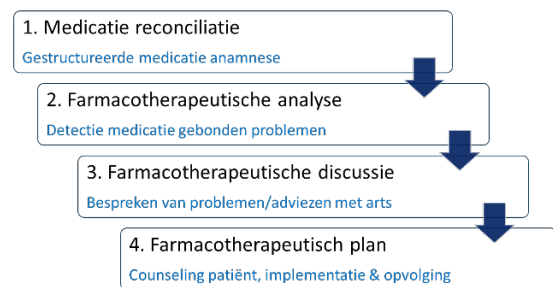 1. Medicatie reconciliatie
Gestructureerde medicatie anamnese
2. Farmacotherapeutische analyse
Detectie medicatie gebonden problemen
3. Farmacotherapeutische discussie
Bespreken van problemen/adviezen met arts
4. Farmacotherapeutisch plan
Counseling patiënt, implementatie & opvolging